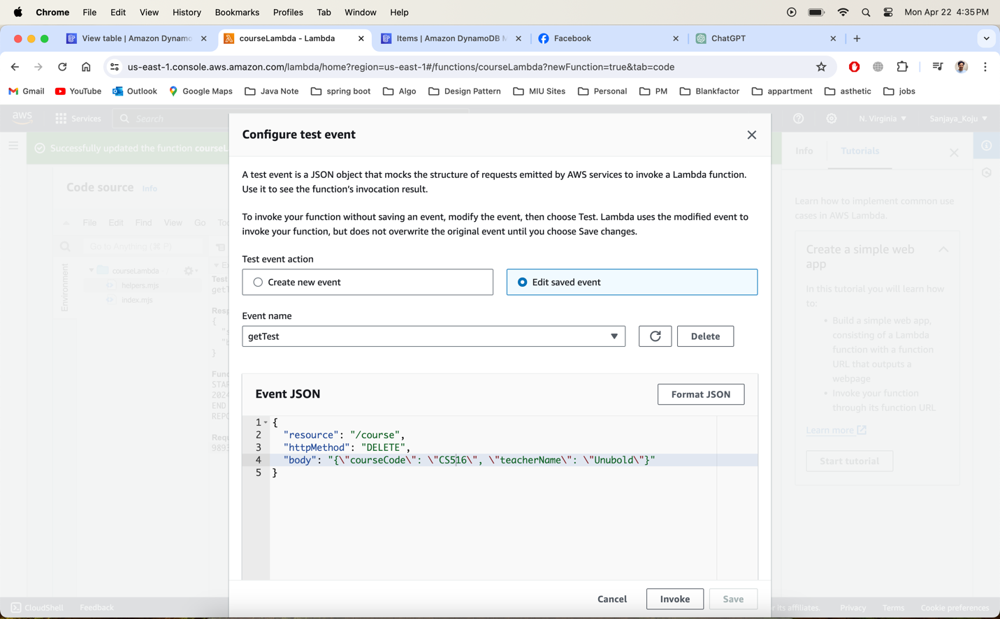 Chrome File Edit View History Bookmarks Profiles Tab Window Help Mon Apr 22 4:35 PM
View table | Amazon Dynamo courseLambda - Lambda Items | Amazon DynamoDB M Facebook ChatGPT
us-east-1.console.aws.amazon.com/lambda/home?region=us-east-1#/functions/courseLambda?newFunction=true&tab=code
Gmail YouTube Outlook Google Maps Java Note spring boot Algo Design Pattern MIU Sites Personal PM Blankfactor appartment asthetic jobs
aws Services Search N. Virginia Sanjaya_Koju
Successfully updated the function courseL
Info Tutorials
Code source Info
File Edit Find View Go Too
Go to Anything (⌘ P)
Environment
courseLambda /
helpers.mjs
index.mjs
Test
getT
Resp
{
}
Func
STAR
2024
END
REPO
Requ
9893
Configure test event
A test event is a JSON object that mocks the structure of requests emitted by AWS services to invoke a Lambda function.
Use it to see the function's invocation result.
To invoke your function without saving an event, modify the event, then choose Test. Lambda uses the modified event to
invoke your function, but does not overwrite the original event until you choose Save changes.
Test event action
Create new event Edit saved event
Event name
getTest Delete
Event JSON Format JSON
1 {
2 "resource": "/course",
3 "httpMethod": "DELETE",
4 "body": "{\"courseCode\": \"CS516\", \"teacherName\": \"Unubold\"}"
5 }
Cancel Invoke Save
Learn how to implement common use
cases in AWS Lambda.
Create a simple web
app
In this tutorial you will learn how
to:
• Build a simple web app,
consisting of a Lambda
function with a function
URL that outputs a
webpage
• Invoke your function
through its function URL
Learn more
Start tutorial
CloudShell Feedback r its affiliates. Privacy Terms Cookie preferences